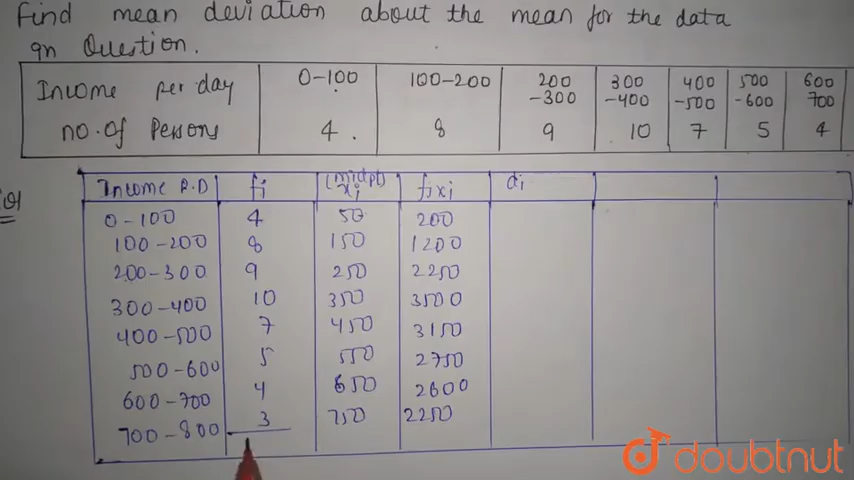 Find mean deviation about the mean for the data
in Question.
Income per day 0-100 100-200 200-300 300-400 400-500 500-600 600 700
no. of Persons 4 8 9 10 7 5 4
Income P.D fi (midpt) xi fixi di
0-100 4 50 200
100-200 8 150 1200
200-300 9 250 2250
300-400 10 350 3500
400-500 7 450 3150
500-600 5 550 2750
600-700 4 650 2600
700-800 3 750 2250
doubtnut